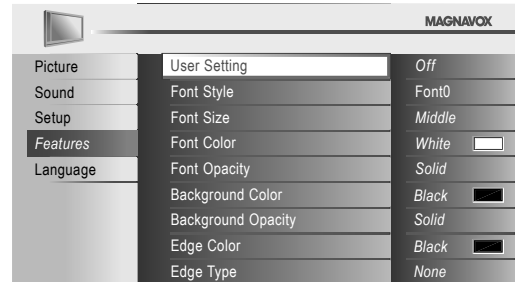 MAGNAVOX
Picture
Sound
Setup
Features
Language
User Setting Off
Font Style Font0
Font Size Middle
Font Color White
Font Opacity Solid
Background Color Black
Background Opacity Solid
Edge Color Black
Edge Type None